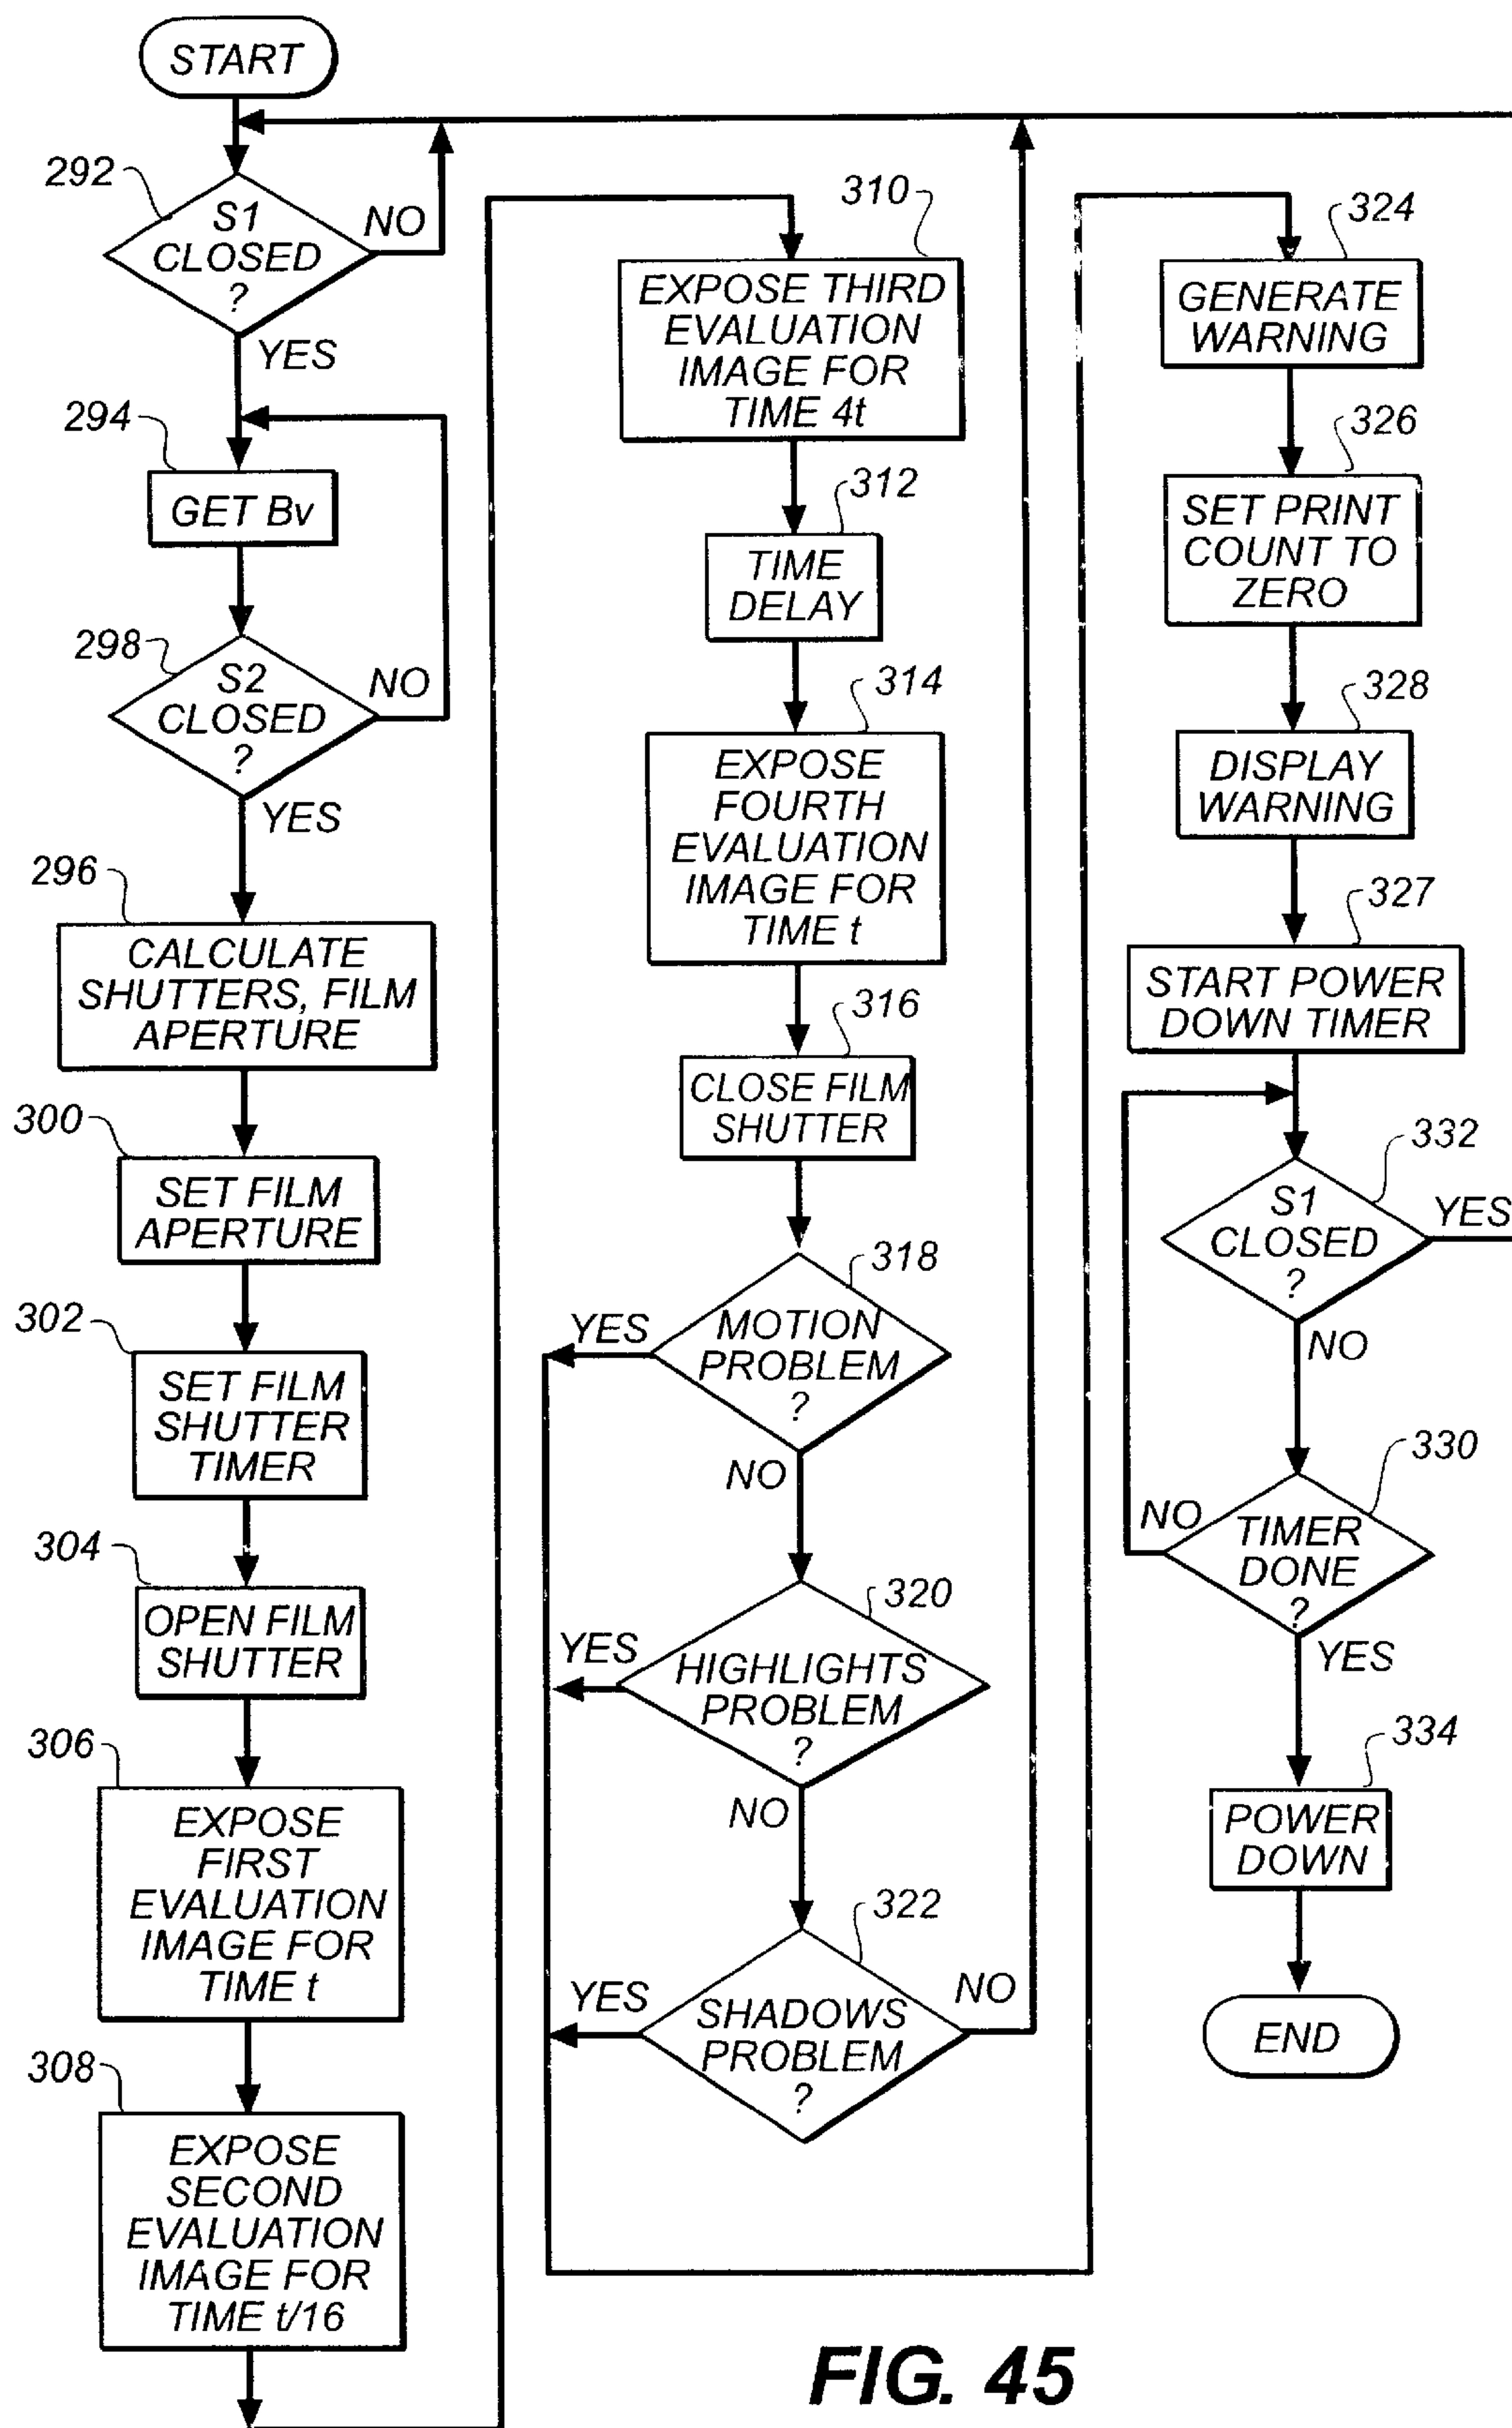 START
292
S1
CLOSED
?
NO
YES
294
GET Bv
298
S2
CLOSED
?
NO
YES
296
CALCULATE
SHUTTERS, FILM
APERTURE
300
SET FILM
APERTURE
302
SET FILM
SHUTTER
TIMER
304
OPEN FILM
SHUTTER
306
EXPOSE
FIRST
EVALUATION
IMAGE FOR
TIME t
308
EXPOSE
SECOND
EVALUATION
IMAGE FOR
TIME t/16
310
EXPOSE THIRD
EVALUATION
IMAGE FOR
TIME 4t
312
TIME
DELAY
314
EXPOSE
FOURTH
EVALUATION
IMAGE FOR
TIME t
316
CLOSE FILM
SHUTTER
318
YES
MOTION
PROBLEM
?
NO
320
YES
HIGHLIGHTS
PROBLEM
?
NO
322
YES
SHADOWS
PROBLEM
?
NO
324
GENERATE
WARNING
326
SET PRINT
COUNT TO
ZERO
328
DISPLAY
WARNING
327
START POWER
DOWN TIMER
332
S1
CLOSED
?
YES
NO
330
NO
TIMER
DONE
?
YES
334
POWER
DOWN
END
FIG. 45